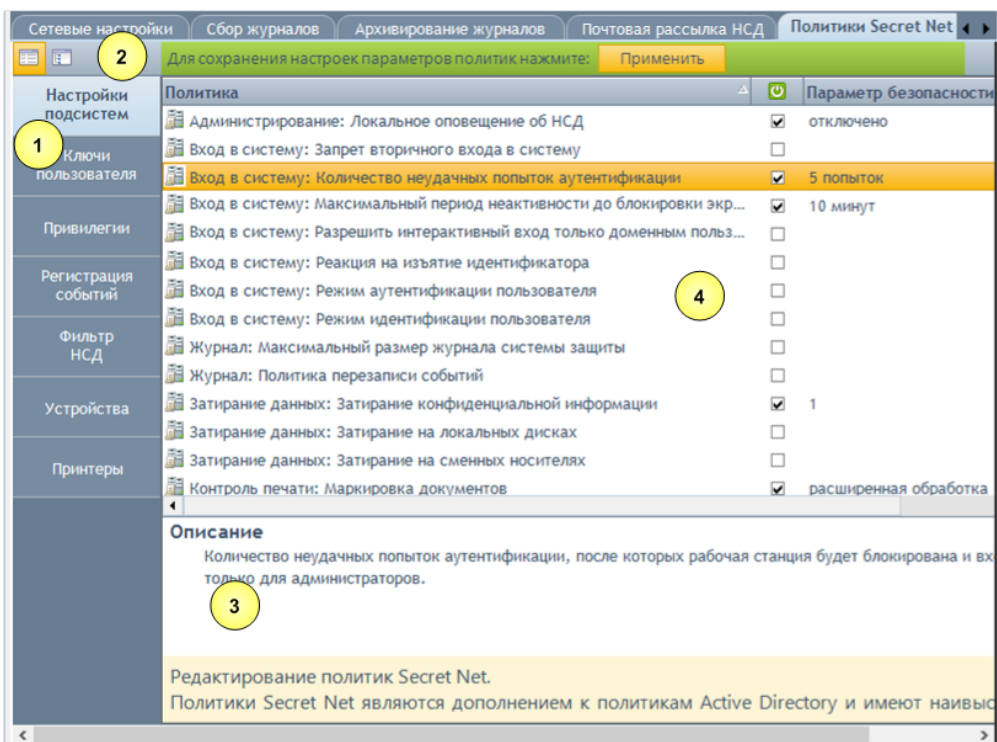 Сетевые настройки Сбор журналов Архивирование журналов Почтовая рассылка НСД Политики Secret Net
2 Для сохранения настроек параметров политик нажмите: Применить
Настройки
подсистем
1
Ключи
пользователя
Привилегии
Регистрация
событий
Фильтр
НСД
Устройства
Принтеры
Политика Параметр безопасности
Администрирование: Локальное оповещение об НСД отключено
Вход в систему: Запрет вторичного входа в систему
Вход в систему: Количество неудачных попыток аутентификации 5 попыток
Вход в систему: Максимальный период неактивности до блокировки экр... 10 минут
Вход в систему: Разрешить интерактивный вход только доменным польз...
Вход в систему: Реакция на изъятие идентификатора
Вход в систему: Режим аутентификации пользователя
4
Вход в систему: Режим идентификации пользователя
Журнал: Максимальный размер журнала системы защиты
Журнал: Политика перезаписи событий
Затирание данных: Затирание конфиденциальной информации 1
Затирание данных: Затирание на локальных дисках
Затирание данных: Затирание на сменных носителях
Контроль печати: Маркировка документов расширенная обработка
Описание
Количество неудачных попыток аутентификации, после которых рабочая станция будет блокирована и вх
только для администраторов.
3
Редактирование политик Secret Net.
Политики Secret Net являются дополнением к политикам Active Directory и имеют наивыс